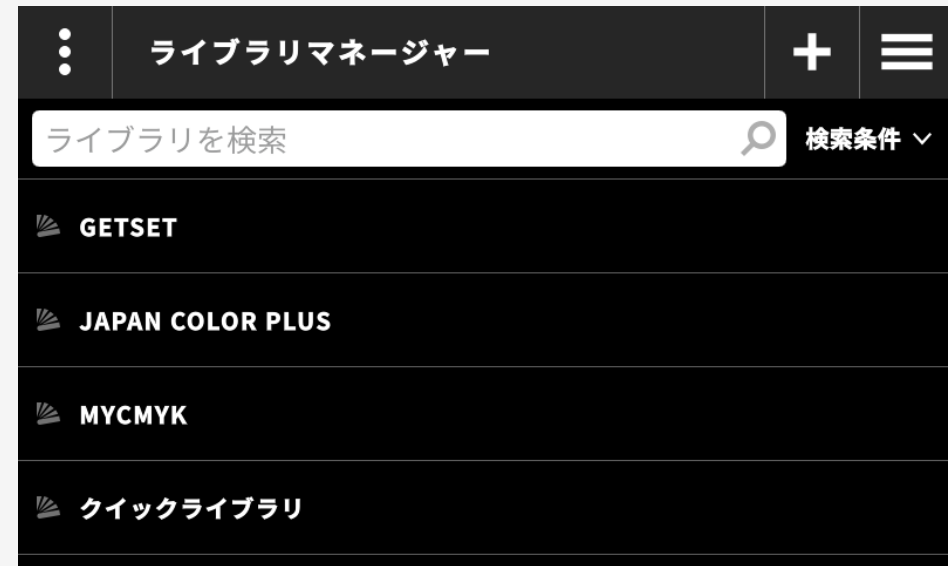 ライブラリマネージャー
ライブラリを検索 検索条件
GETSET
JAPAN COLOR PLUS
MYCMYK
クイックライブラリ